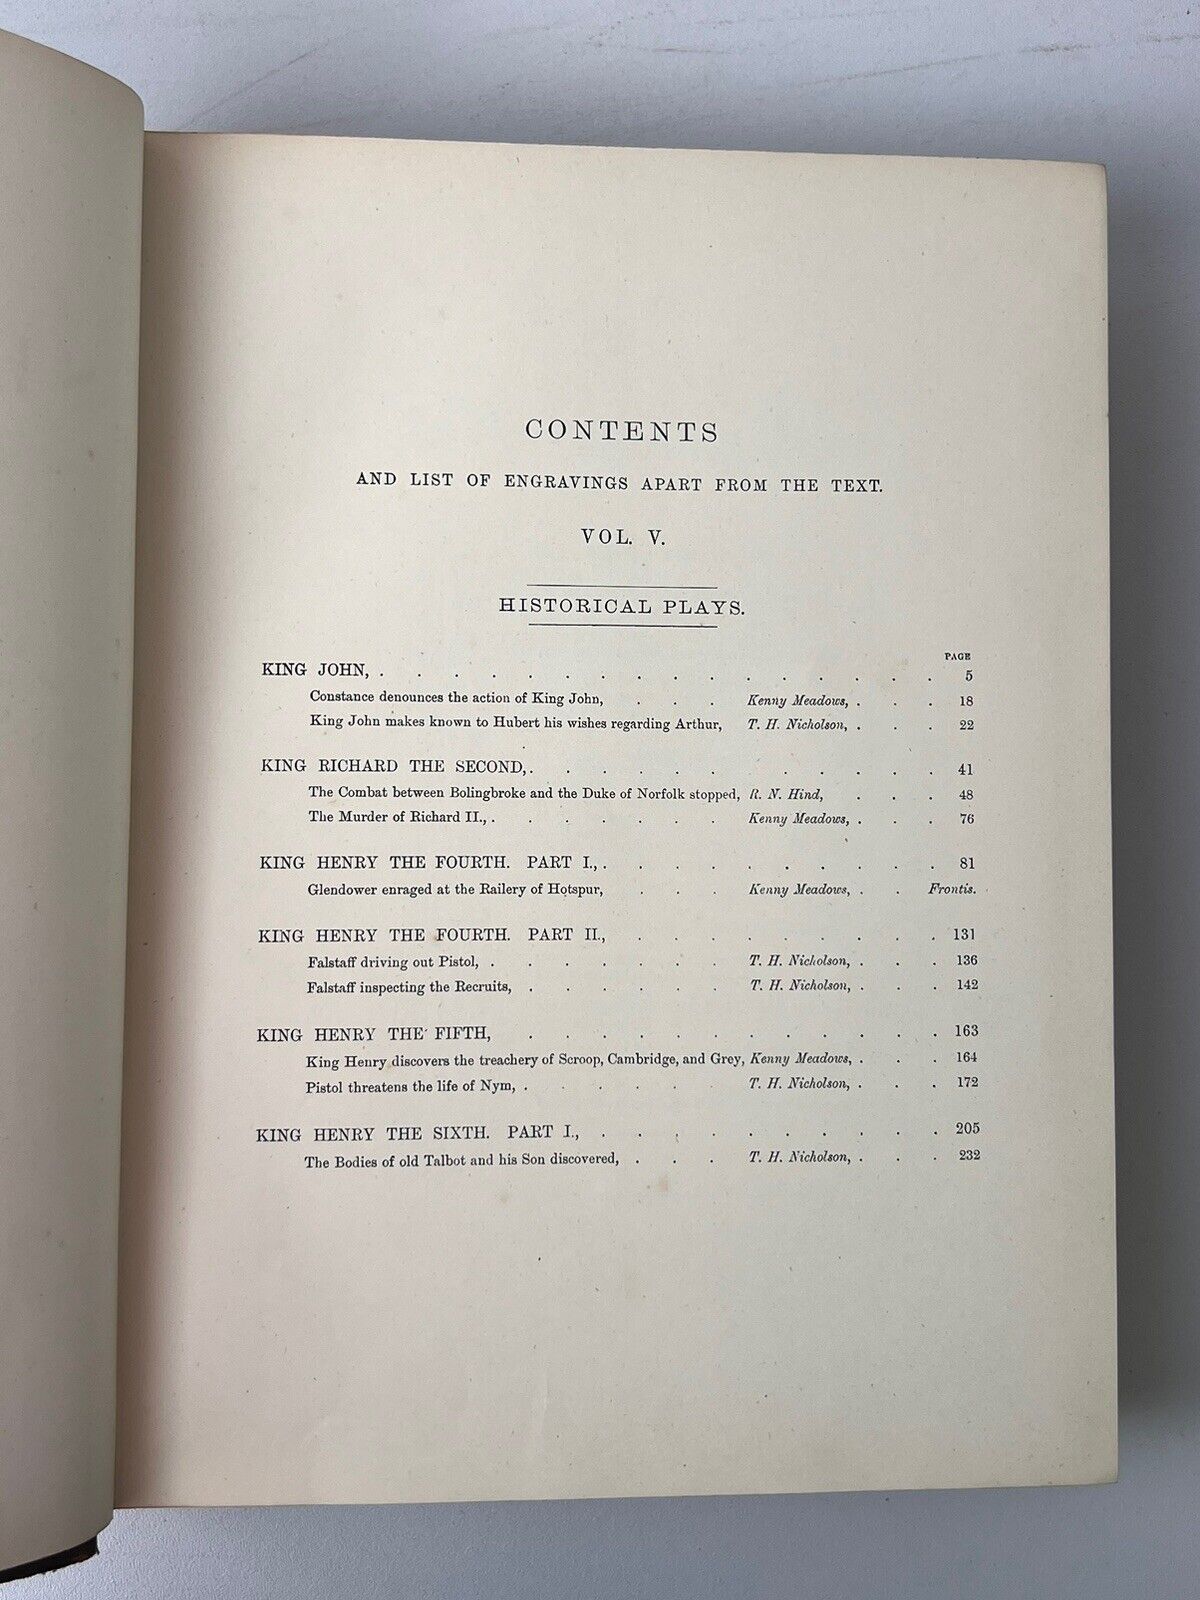 CONTENTS
AND LIST OF ENGRAVINGS APART FROM THE TEXT.
VOL. V.
HISTORICAL PLAYS.
PAGE
KING JOHN, . . . . . . . . . . . . . . . . 5
Constance denounces the action of King John, . . . Kenny Meadows, . . . 18
King John makes known to Hubert his wishes regarding Arthur, T. H. Nicholson, . . . 22
KING RICHARD THE SECOND, . . . . . . . . . . . 41
The Combat between Bolingbroke and the Duke of Norfolk stopped, R. N. Hind, . . . 48
The Murder of Richard II., . . . . . . . Kenny Meadows, . . . 76
KING HENRY THE FOURTH. PART I., . . . . . . . . . . 81
Glendower enraged at the Railery of Hotspur, . . . Kenny Meadows, . . Frontis.
KING HENRY THE FOURTH. PART II., . . . . . . . . . 131
Falstaff driving out Pistol, . . . . . . . T. H. Nicholson, . . . 136
Falstaff inspecting the Recruits, . . . . . . T. H. Nicholson, . . . 142
KING HENRY THE FIFTH, . . . . . . . . . . . . 163
King Henry discovers the treachery of Scroop, Cambridge, and Grey, Kenny Meadows, . . . 164
Pistol threatens the life of Nym, . . . . . . T. H. Nicholson, . . . 172
KING HENRY THE SIXTH. PART I., . . . . . . . . . . 205
The Bodies of old Talbot and his Son discovered, . . . T. H. Nicholson, . . . 232